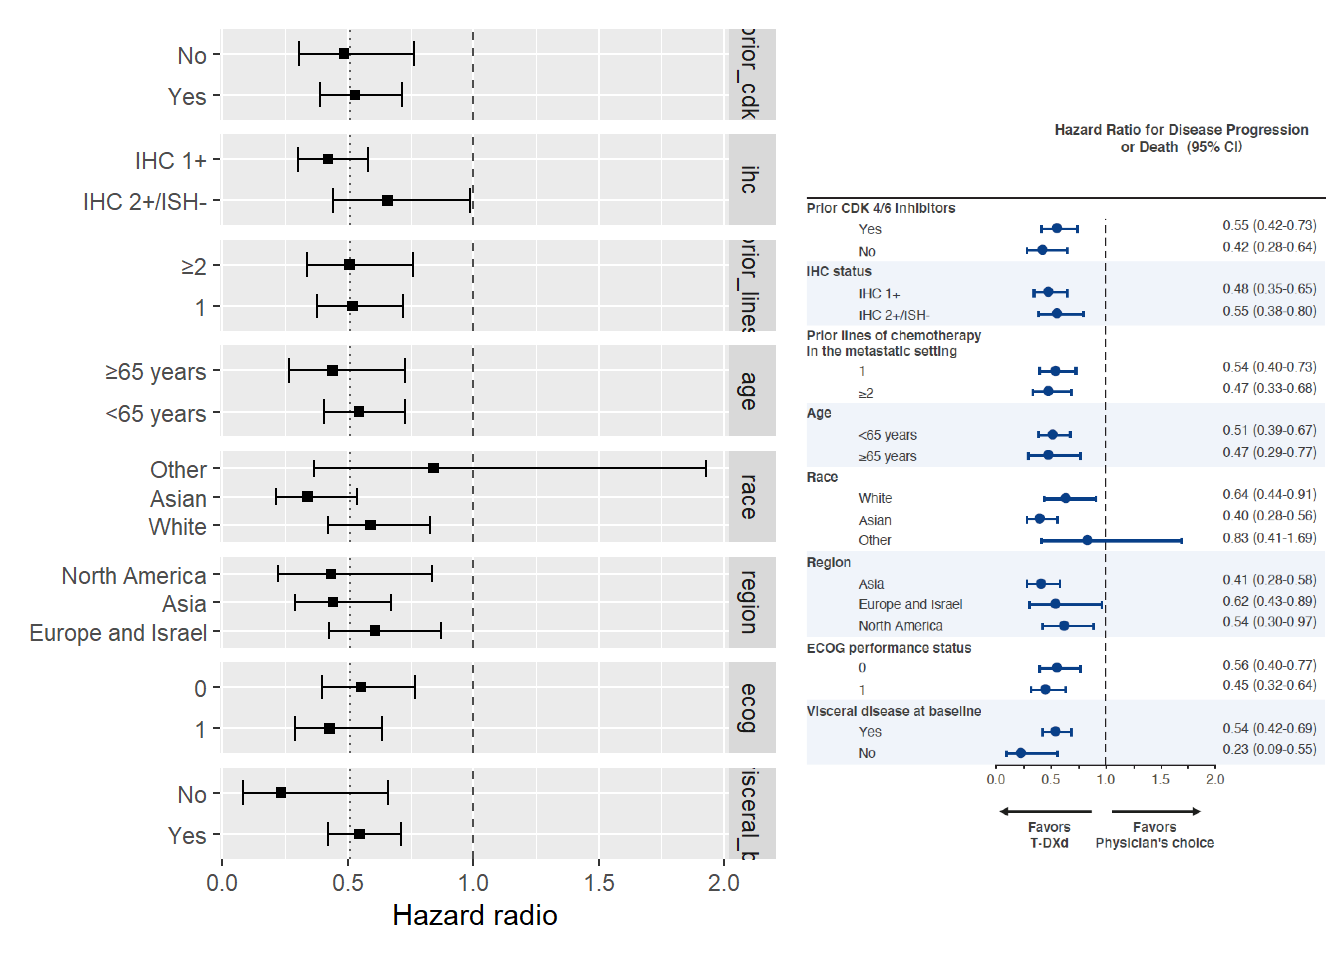 No
Yes
prior_cdk
IHC 1+
IHC 2+/ISH-
ihc
≥2
1
prior_lines
≥65 years
<65 years
age
Other
Asian
White
race
North America
Asia
Europe and Israel
region
0
1
ecog
No
Yes
isceral_b
0.0 0.5 1.0 1.5 2.0
Hazard radio
Hazard Ratio for Disease Progression
or Death (95% CI)
Prior CDK 4/6 Inhibitors
Yes 0.55 (0.42-0.73)
No 0.42 (0.28-0.64)
IHC status
IHC 1+ 0.48 (0.35-0.65)
IHC 2+/ISH- 0.55 (0.38-0.80)
Prior lines of chemotherapy
in the metastatic setting
1 0.54 (0.40-0.73)
≥2 0.47 (0.33-0.68)
Age
<65 years 0.51 (0.39-0.67)
≥65 years 0.47 (0.29-0.77)
Race
White 0.64 (0.44-0.91)
Asian 0.40 (0.28-0.56)
Other 0.83 (0.41-1.69)
Region
Asia 0.41 (0.28-0.58)
Europe and Israel 0.62 (0.43-0.89)
North America 0.54 (0.30-0.97)
ECOG performance status
0 0.56 (0.40-0.77)
1 0.45 (0.32-0.64)
Visceral disease at baseline
Yes 0.54 (0.42-0.69)
No 0.23 (0.09-0.55)
0.0 0.5 1.0 1.5 2.0
Favors Favors
T-DXd Physician's choice